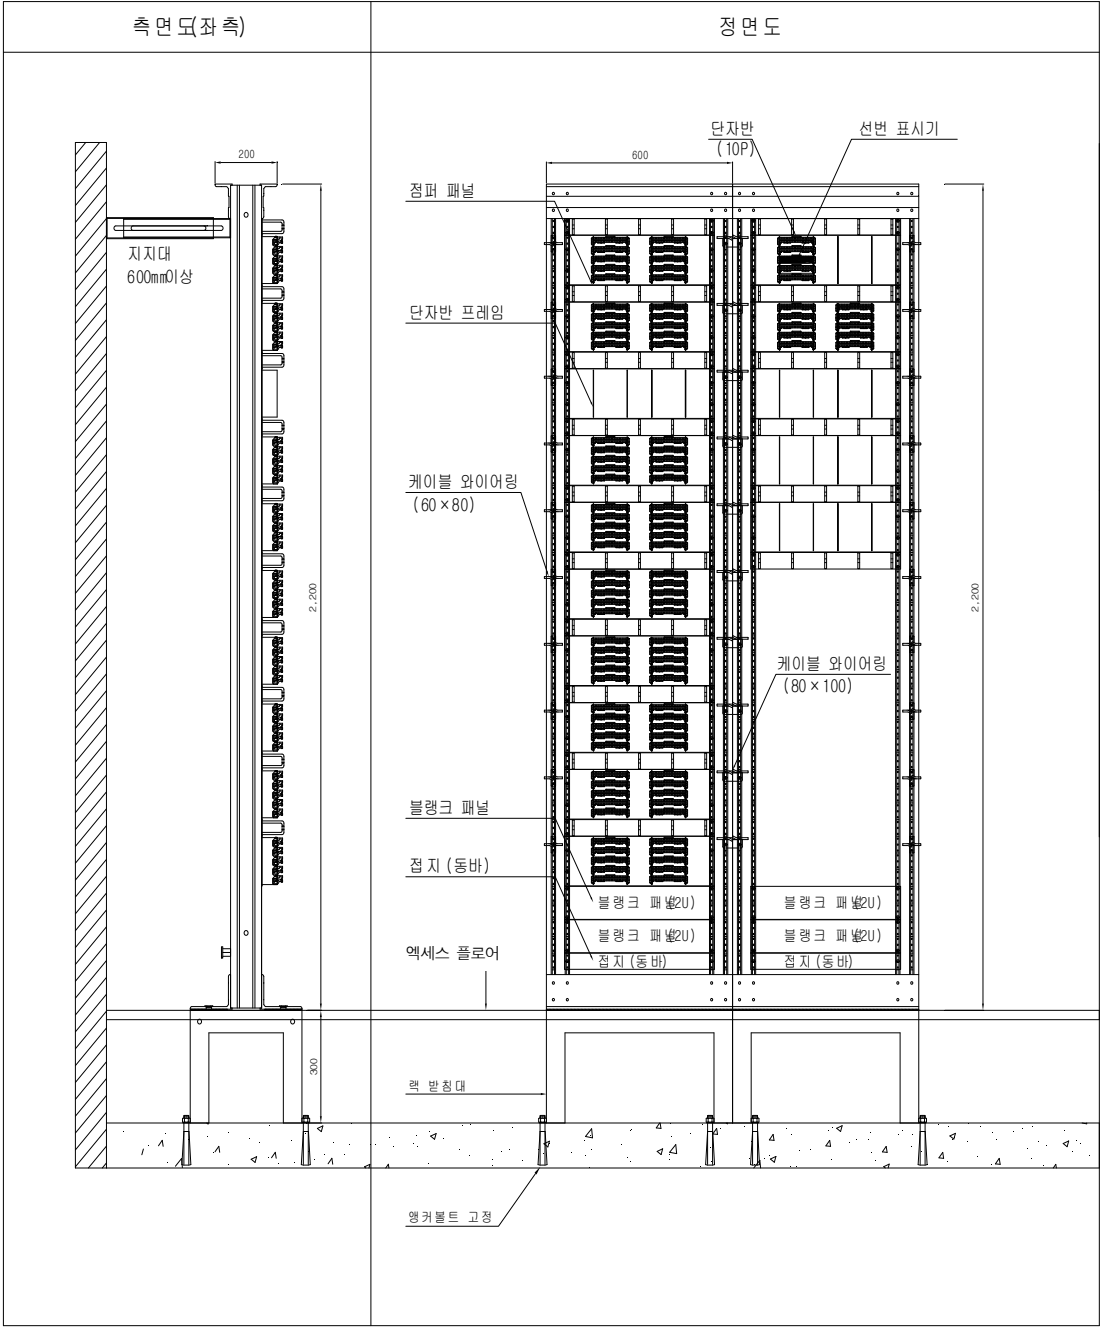 측면도(좌측)
정면도
단자반
(10P)
선번 표시기
200
600
점퍼 패널
지지대
600mm이상
단자반 프레임
케이블 와이어링
(60×80)
2,200
2,200
케이블 와이어링
(80×100)
블랭크 패널
접지(동바)
블랭크 패널(2U)
블랭크 패널(2U)
블랭크 패널(2U)
블랭크 패널(2U)
엑세스 플로어
접지(동바)
접지(동바)
300
랙 받침대
앵커볼트 고정